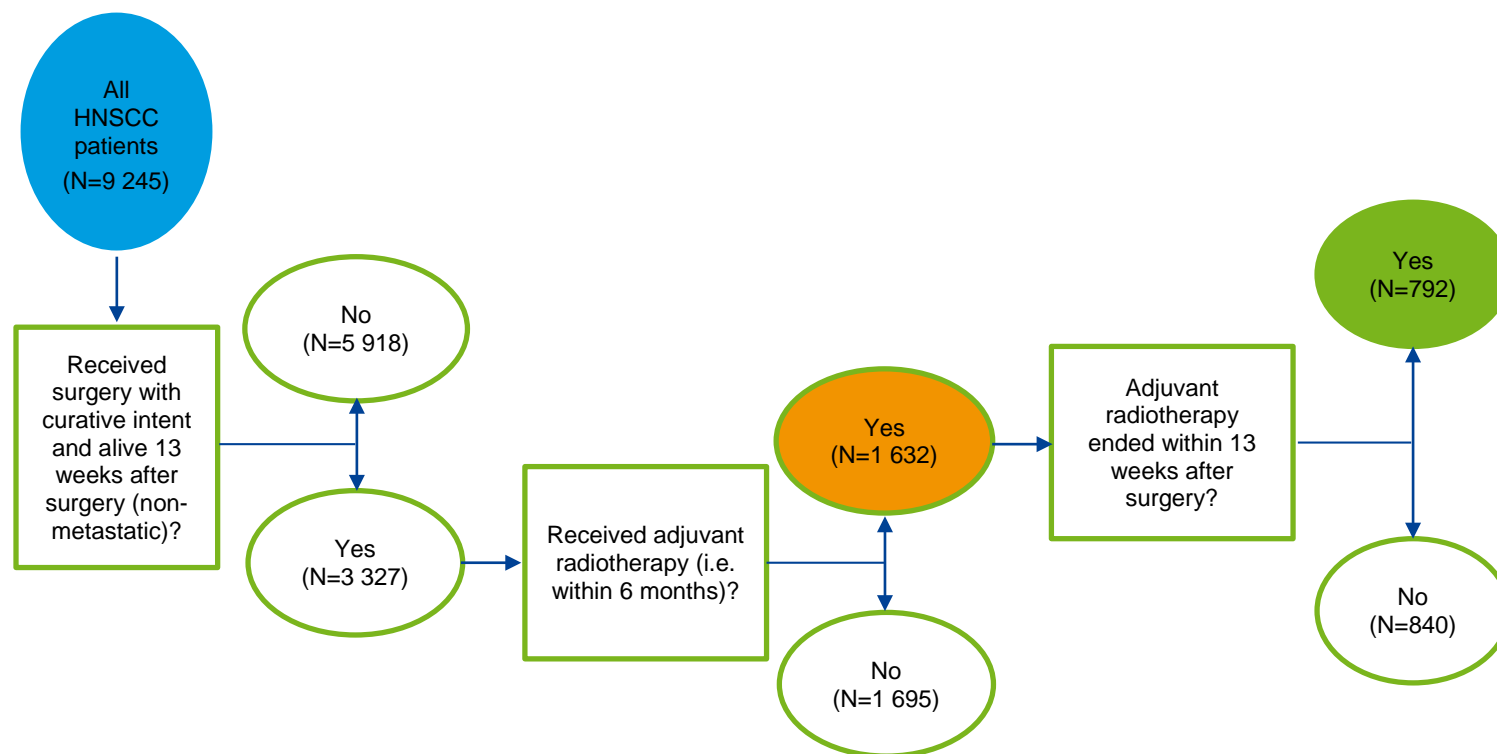 All
HNSCC
patients
(N=9 245)
Received
surgery with
curative intent
and alive 13
weeks after
surgery (non-
metastatic)?
No
(N=5 918)
Yes
(N=3 327)
Received adjuvant
radiotherapy (i.e.
within 6 months)?
Yes
(N=1 632)
No
(N=1 695)
Adjuvant
radiotherapy
ended within 13
weeks after
surgery?
Yes
(N=792)
No
(N=840)